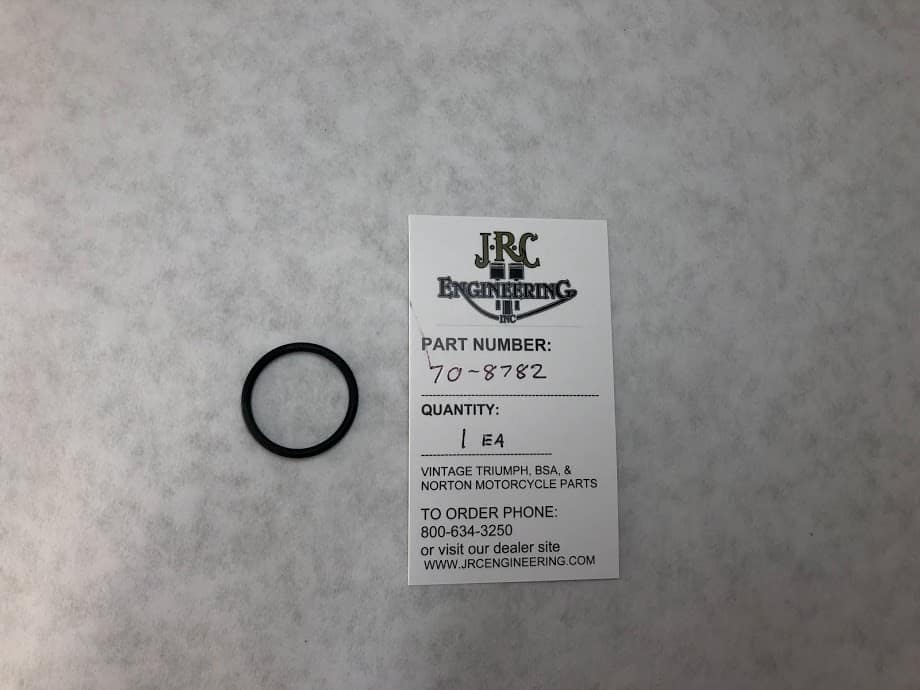 J.R.C
ENGINEERING
INC
PART NUMBER:
70-8782
QUANTITY:
1 EA
VINTAGE TRIUMPH, BSA, &
NORTON MOTORCYCLE PARTS
TO ORDER PHONE:
800-634-3250
or visit our dealer site
WWW.JRCENGINEERING.COM